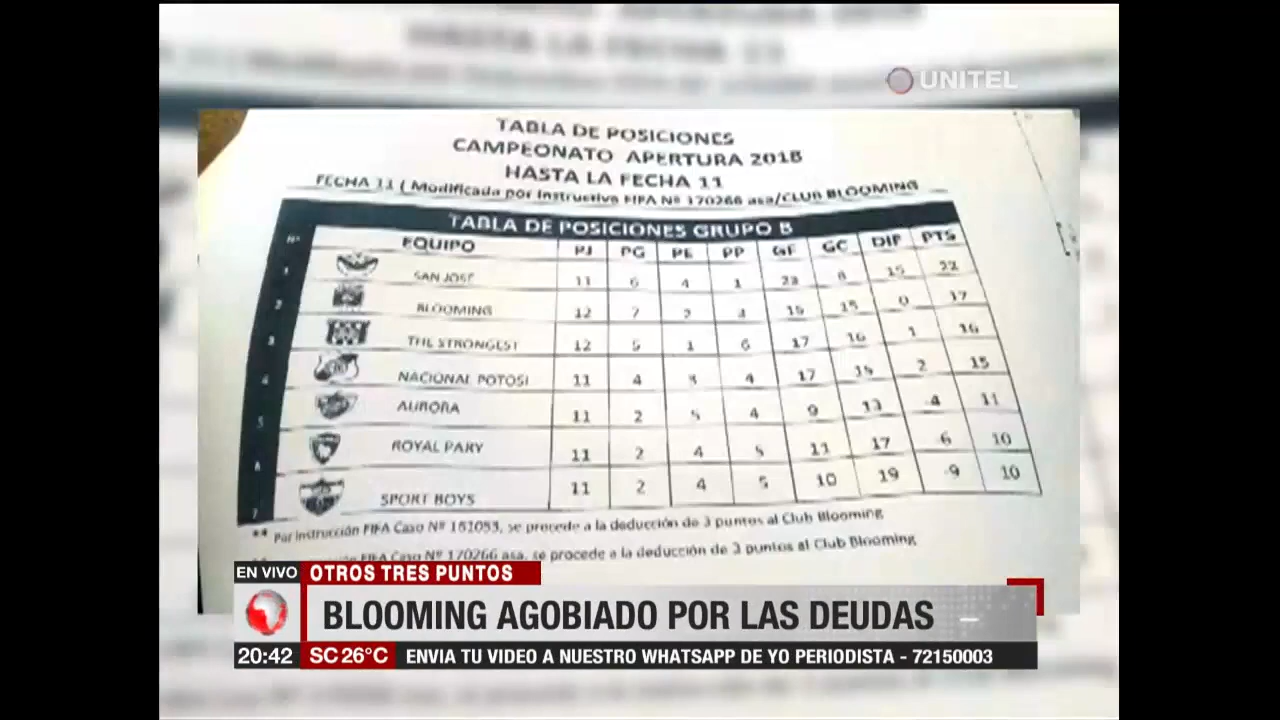 UNITEL
TABLA DE POSICIONES
CAMPEONATO APERTURA 2018
HASTA LA FECHA 11
FECHA 11 ( Modificada por Instructivo FIFA Nº 170266 asa/CLUB BLOOMING
TABLA DE POSICIONES GRUPO B
Nº EQUIPO PJ PG PE PP GF GC DIF PTS
1 SAN JOSE 11 6 4 1 23 8 15 22
2 BLOOMING 12 7 2 3 15 15 0 17
3 THE STRONGEST 12 5 1 6 17 16 1 16
4 NACIONAL POTOSI 11 4 3 4 17 15 2 15
5 AURORA 11 2 5 4 9 13 -4 11
6 ROYAL PARY 11 2 4 5 11 17 -6 10
7 SPORT BOYS 11 2 4 5 10 19 -9 10
** Por instrucción FIFA Caso Nº 161053, se procede a la deducción de 3 puntos al Club Blooming
FIFA Caso Nº 170266 asa, se procede a la deducción de 3 puntos al Club Blooming
EN VIVO OTROS TRES PUNTOS
BLOOMING AGOBIADO POR LAS DEUDAS
20:42 SC 26°C ENVIA TU VIDEO A NUESTRO WHATSAPP DE YO PERIODISTA - 72150003